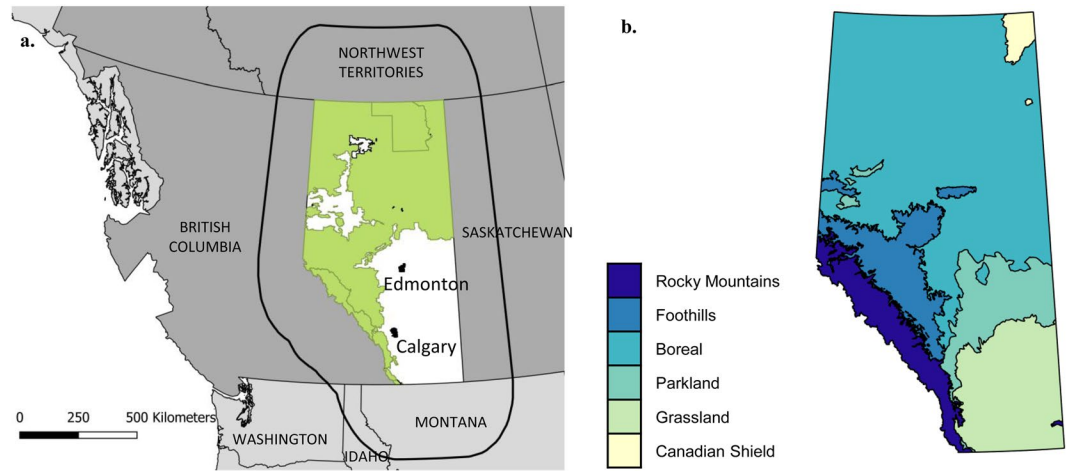 a.
NORTHWEST
TERRITORIES
BRITISH
COLUMBIA
SASKATCHEWAN
Edmonton
Calgary
0 250 500 Kilometers
WASHINGTON
IDAHO
MONTANA
b.
Rocky Mountains
Foothills
Boreal
Parkland
Grassland
Canadian Shield